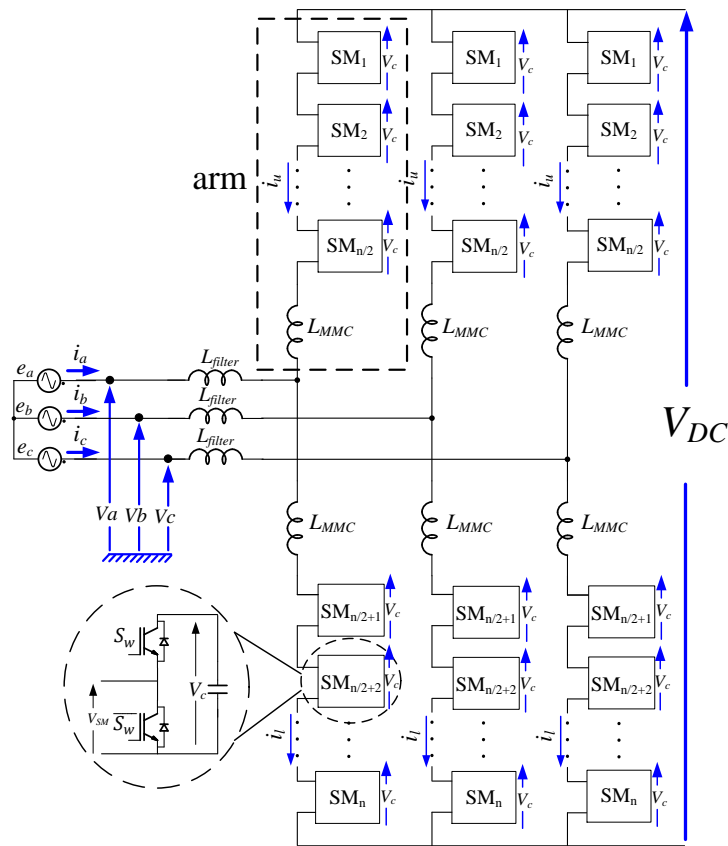 SM1 Vc SM1 Vc SM1 Vc
SM2 Vc SM2 Vc SM2 Vc
arm iu iu iu
SMn/2 Vc SMn/2 Vc SMn/2 Vc
LMMC LMMC LMMC
ea ia Lfilter
eb ib Lfilter
ec ic Lfilter
VDC
Va Vb Vc
LMMC LMMC LMMC
SMn/2+1 Vc SMn/2+1 Vc SMn/2+1 Vc
Sw Vc VSM Sw
SMn/2+2 Vc SMn/2+2 Vc SMn/2+2 Vc
il il il
SMn Vc SMn Vc SMn Vc